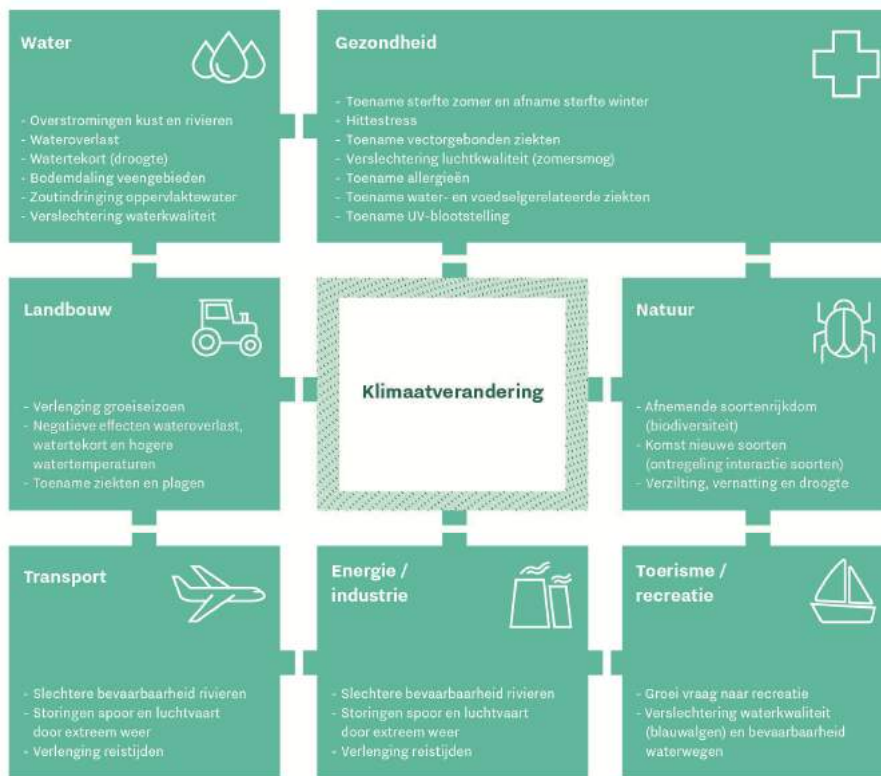 Water
- Overstromingen kust en rivieren
- Wateroverlast
- Watertekort (droogte)
- Bodemdaling veengebieden
- Zoutindringing oppervlaktewater
- Verslechtering waterkwaliteit
Gezondheid
- Toename sterfte zomer en afname sterfte winter
- Hittestress
- Toename vectorgebonden ziekten
- Verslechtering luchtkwaliteit (zomersmog)
- Toename allergieën
- Toename water- en voedselgerelateerde ziekten
- Toename UV-blootstelling
Landbouw
- Verlenging groeiseizoen
- Negatieve effecten wateroverlast,
watertekort en hogere
watertemperaturen
- Toename ziekten en plagen
Klimaatverandering
Natuur
- Afnemende soortenrijkdom
(biodiversiteit)
- Komst nieuwe soorten
(ontregeling interactie soorten)
- Verzilting, vernatting en droogte
Transport
- Slechtere bevaarbaarheid rivieren
- Storingen spoor en luchtvaart
door extreem weer
- Verlenging reistijden
Energie /
industrie
- Slechtere bevaarbaarheid rivieren
- Storingen spoor en luchtvaart
door extreem weer
- Verlenging reistijden
Toerisme /
recreatie
- Groei vraag naar recreatie
- Verslechtering waterkwaliteit
(blauwalgen) en bevaarbaarheid
waterwegen